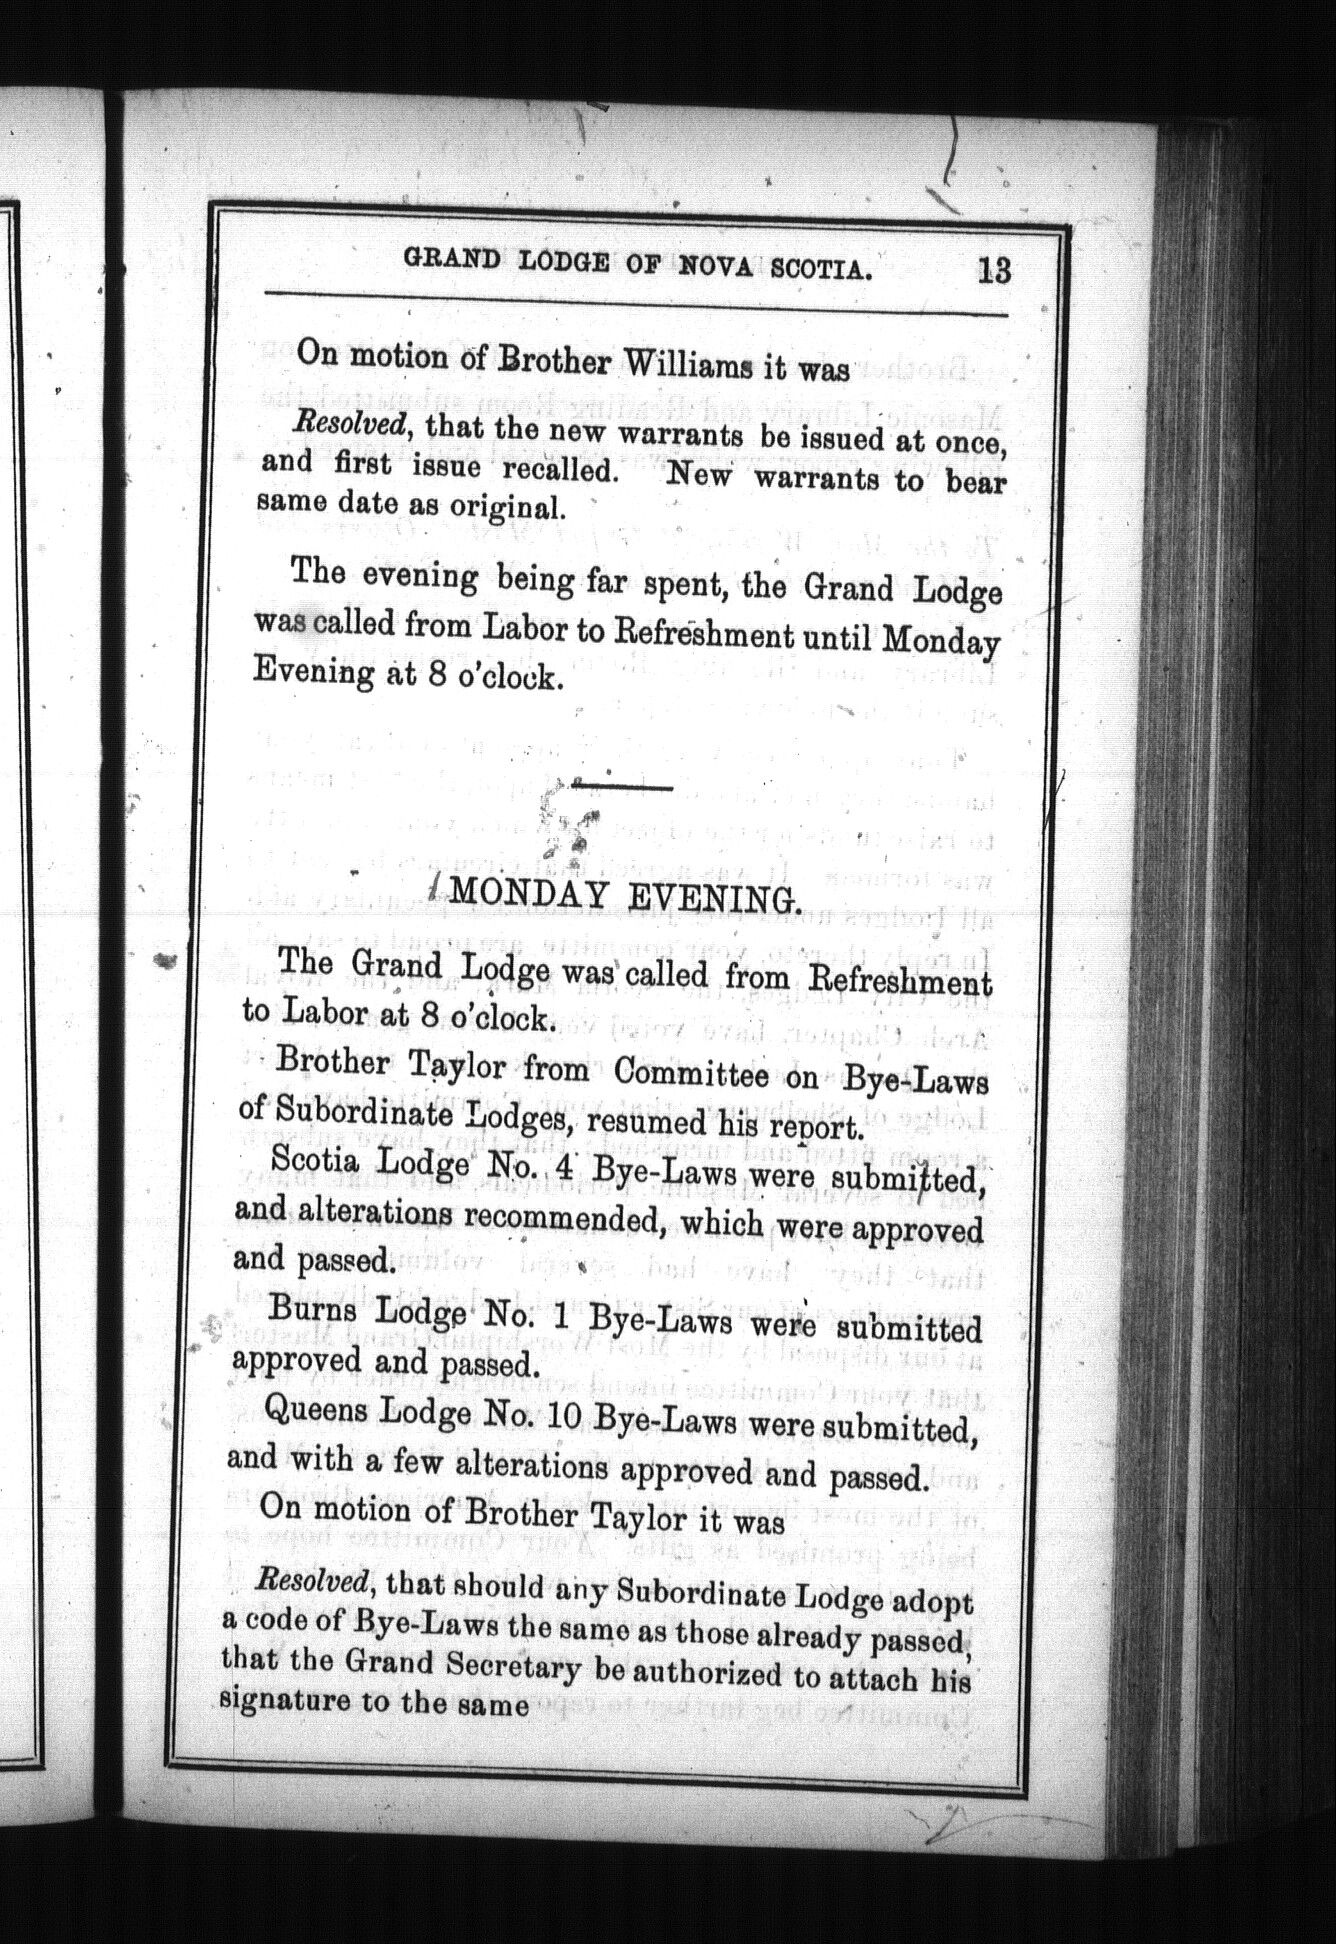 GRAND LODGE OF NOVA SCOTIA. 13
On motion of Brother Williams it was
Resolved, that the new warrants be issued at once,
and first issue recalled. New warrants to bear
same date as original.
The evening being far spent, the Grand Lodge
was called from Labor to Refreshment until Monday
Evening at 8 o'clock.
MONDAY EVENING.
The Grand Lodge was called from Refreshment
to Labor at 8 o'clock.
Brother Taylor from Committee on Bye-Laws
of Subordinate Lodges, resumed his report.
Scotia Lodge No. 4 Bye-Laws were submitted,
and alterations recommended, which were approved
and passed.
Burns Lodge No. 1 Bye-Laws were submitted
approved and passed.
Queens Lodge No. 10 Bye-Laws were submitted,
and with a few alterations approved and passed.
On motion of Brother Taylor it was
Resolved, that should any Subordinate Lodge adopt
a code of Bye-Laws the same as those already passed,
that the Grand Secretary be authorized to attach his
signature to the same